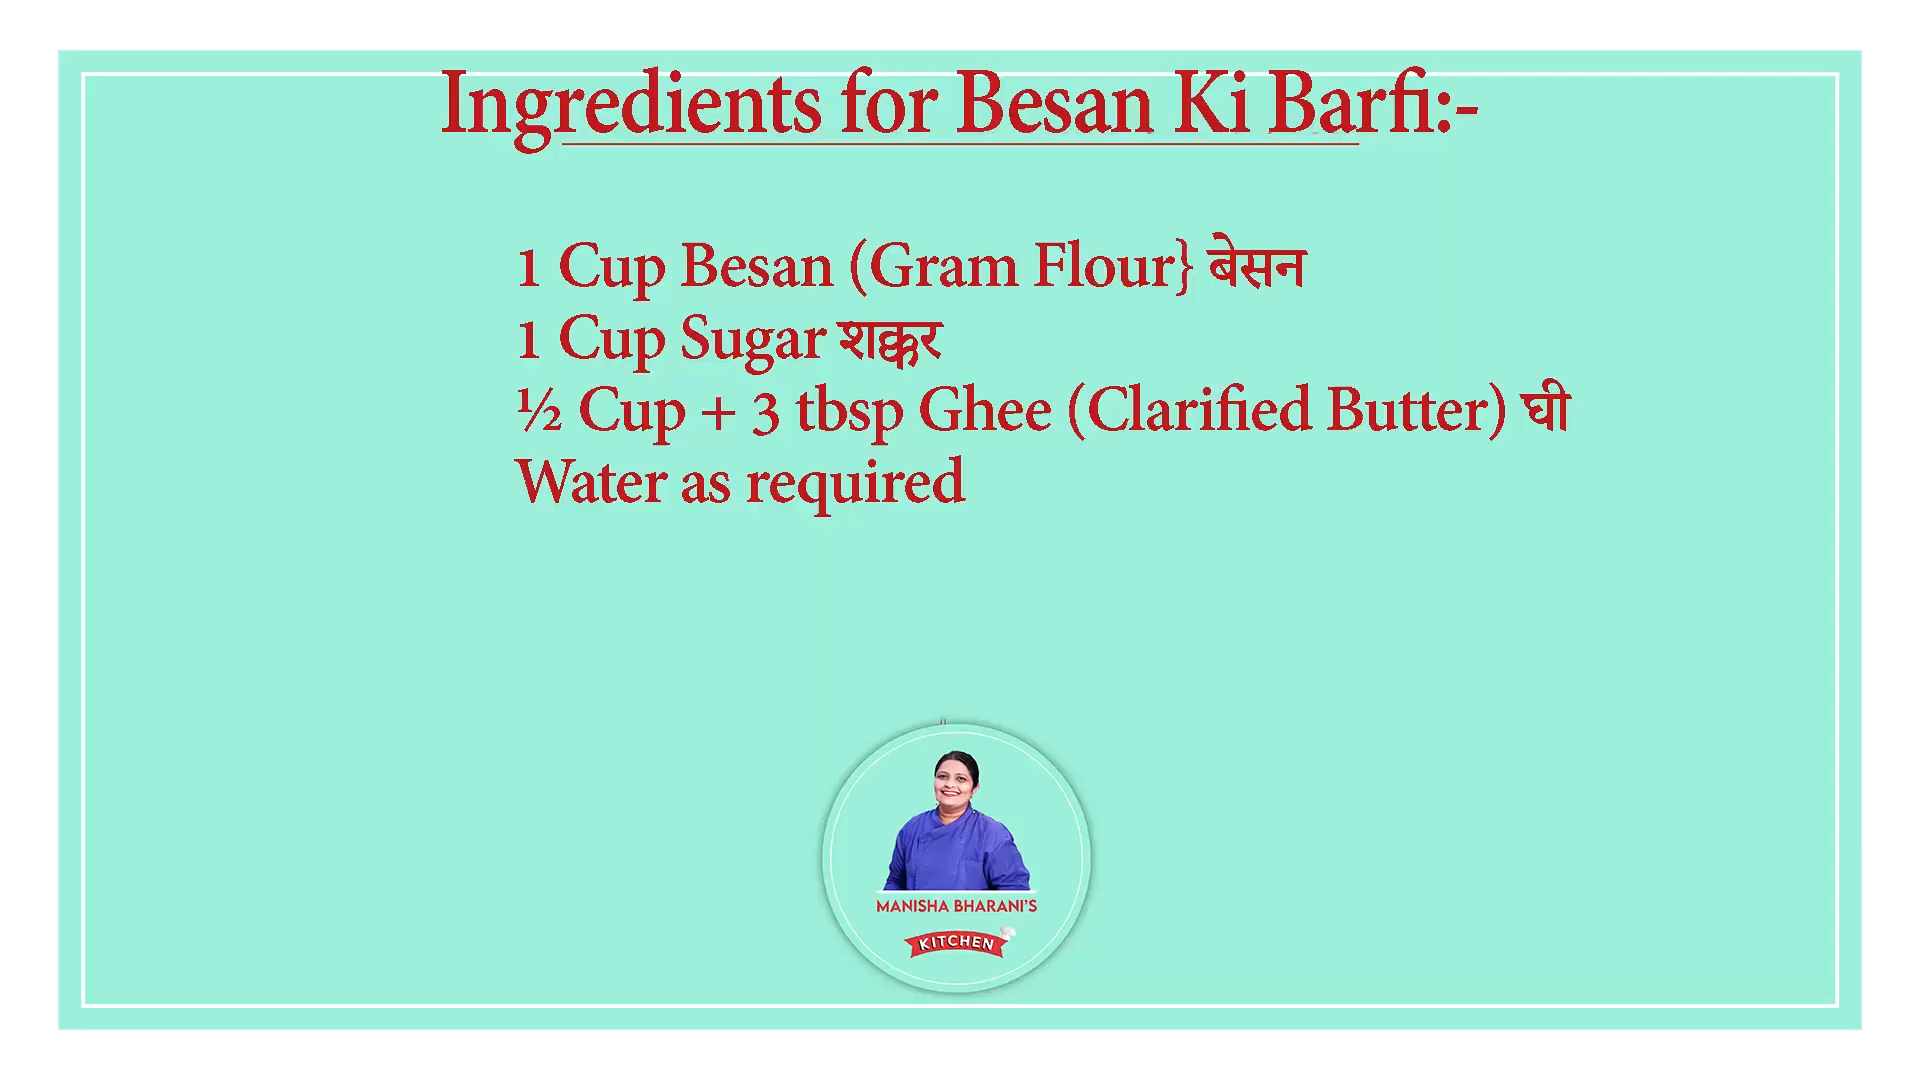 Ingredients for Besan Ki Barfi:-
1 Cup Besan (Gram Flour} बेसन
1 Cup Sugar शक्कर
½ Cup + 3 tbsp Ghee (Clarified Butter) घी
Water as required
MANISHA BHARANI'S
KITCHEN